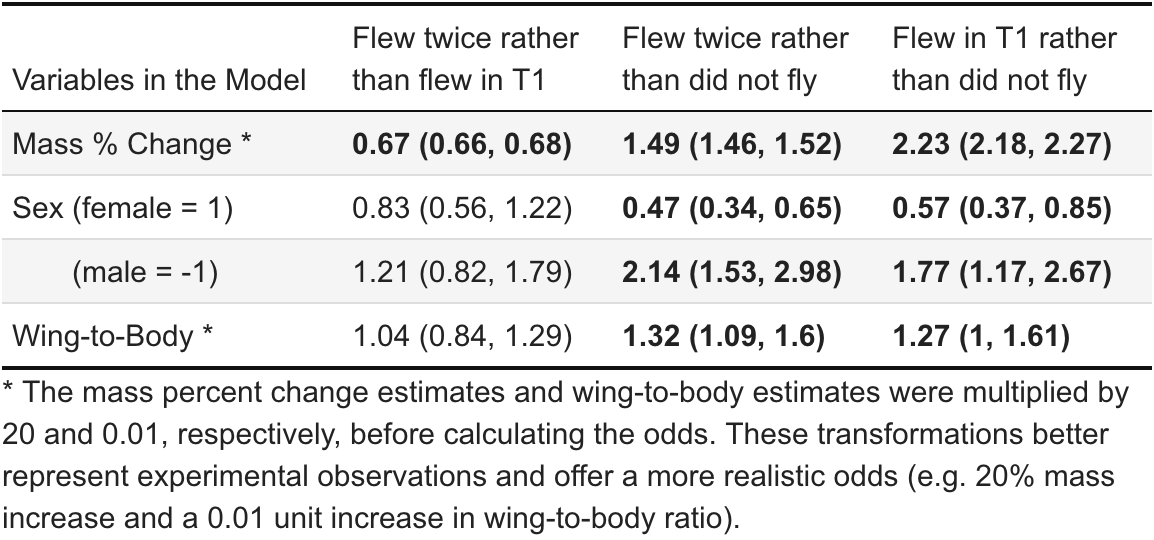 Flew twice rather Flew twice rather Flew in T1 rather
Variables in the Model than flew in T1 than did not fly than did not fly
Mass % Change * 0.67 (0.66, 0.68) 1.49 (1.46, 1.52) 2.23 (2.18, 2.27)
Sex (female = 1) 0.83 (0.56, 1.22) 0.47 (0.34, 0.65) 0.57 (0.37, 0.85)
(male = -1) 1.21 (0.82, 1.79) 2.14 (1.53, 2.98) 1.77 (1.17, 2.67)
Wing-to-Body * 1.04 (0.84, 1.29) 1.32 (1.09, 1.6) 1.27 (1, 1.61)
* The mass percent change estimates and wing-to-body estimates were multiplied by
20 and 0.01, respectively, before calculating the odds. These transformations better
represent experimental observations and offer a more realistic odds (e.g. 20% mass
increase and a 0.01 unit increase in wing-to-body ratio).